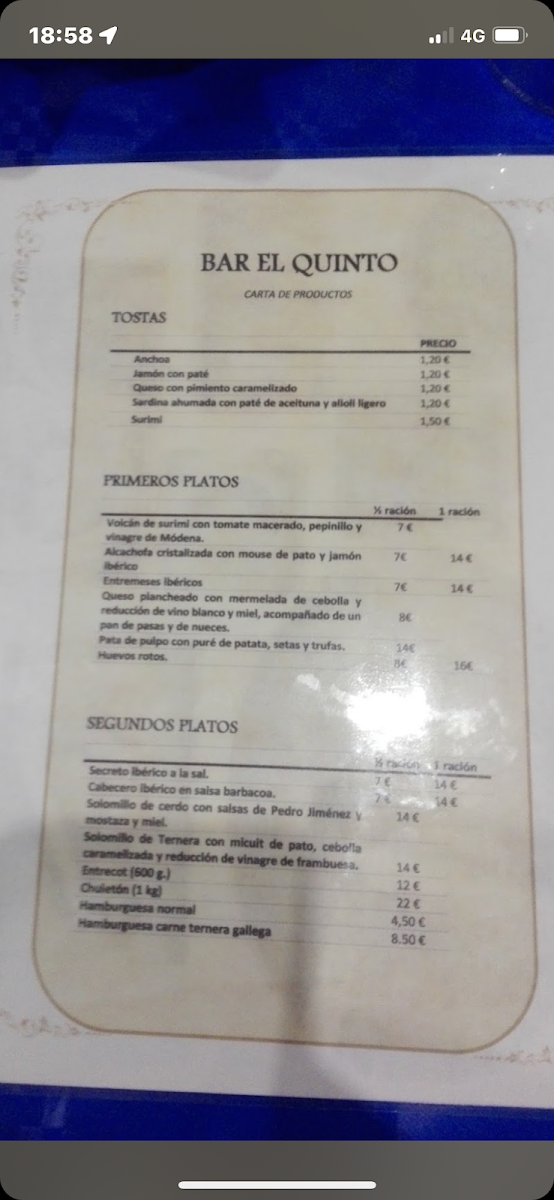 18:58
4G
BAR EL QUINTO
CARTA DE PRODUCTOS
TOSTAS
PRECIO
Anchoa 1,20 €
Jamón con paté 1,20 €
Queso con pimiento caramelizado 1,20 €
Sardina ahumada con paté de aceituna y alioli ligero 1,20 €
Surimi 1,50 €
PRIMEROS PLATOS
½ ración 1 ración
Volcán de surimi con tomate macerado, pepinillo y 7 €
vinagre de Módena.
Alcachofa cristalizada con mouse de pato y jamón 7€ 14 €
ibérico
Entremeses ibéricos 7€ 14 €
Queso plancheado con mermelada de cebolla y
reducción de vino blanco y miel, acompañado de un 8€
pan de pasas y de nueces.
Pata de pulpo con puré de patata, setas y trufas. 14€
Huevos rotos. 8€ 16€
SEGUNDOS PLATOS
½ ración 1 ración
Secreto ibérico a la sal. 7 € 14 €
Cabecero ibérico en salsa barbacoa. 7 € 14 €
Solomillo de cerdo con salsas de Pedro Jiménez y 14 €
mostaza y miel.
Solomillo de Ternera con micuit de pato, cebolla
caramelizada y reducción de vinagre de frambuesa. 14 €
Entrecot (600 g.) 12 €
Chuletón (1 kg) 22 €
Hamburguesa normal 4,50 €
Hamburguesa carne ternera gallega 8.50 €